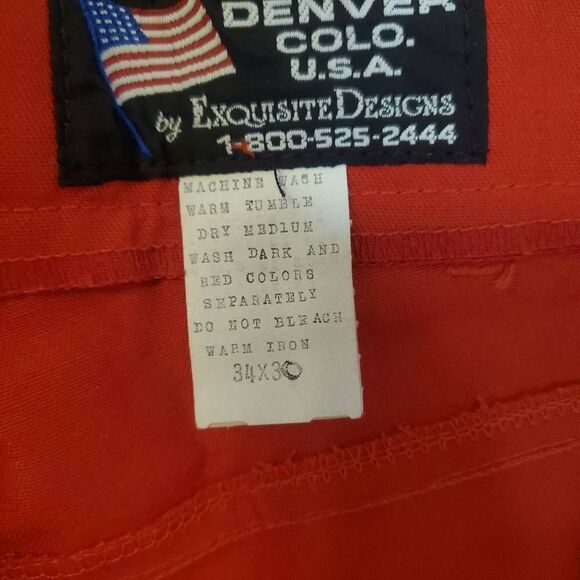 DENVER
COLO.
U.S.A.
by EXQUISITE DESIGNS
1-800-525-2444
MACHINE WASH
WARM TUMBLE
DRY MEDIUM
WASH DARK AND
RED COLORS
SEPARATELY
DO NOT BLEACH
WARM IRON
34X30